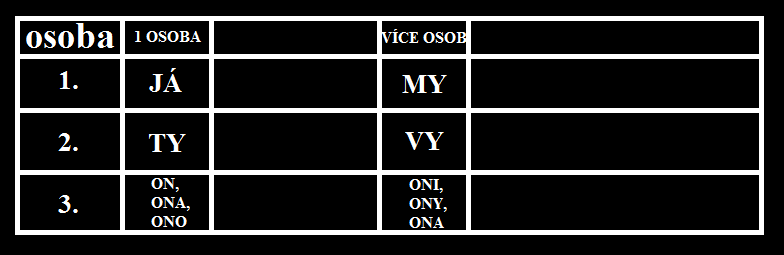 osoba 1 OSOBA VÍCE OSOB
1. JÁ MY
2. TY VY
3. ON, ONA, ONO ONI, ONY, ONA